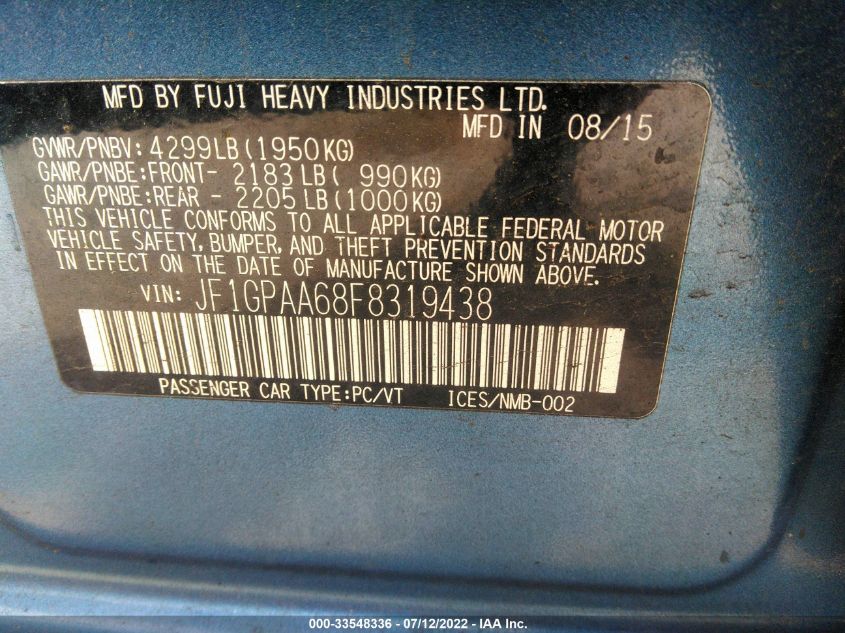 MFD BY FUJI HEAVY INDUSTRIES LTD.
MFD IN 08/15
GVWR/PNBV: 4299LB (1950KG)
GAWR/PNBE: FRONT- 2183 LB ( 990KG)
GAWR/PNBE: REAR - 2205 LB (1000KG)
THIS VEHICLE CONFORMS TO ALL APPLICABLE FEDERAL MOTOR
VEHICLE SAFETY, BUMPER, AND THEFT PREVENTION STANDARDS
IN EFFECT ON THE DATE OF MANUFACTURE SHOWN ABOVE.
VIN: JF1GPAA68F8319438
PASSENGER CAR TYPE:PC/VT ICES/NMB-002
000-33548336 - 07/12/2022 - IAA Inc.